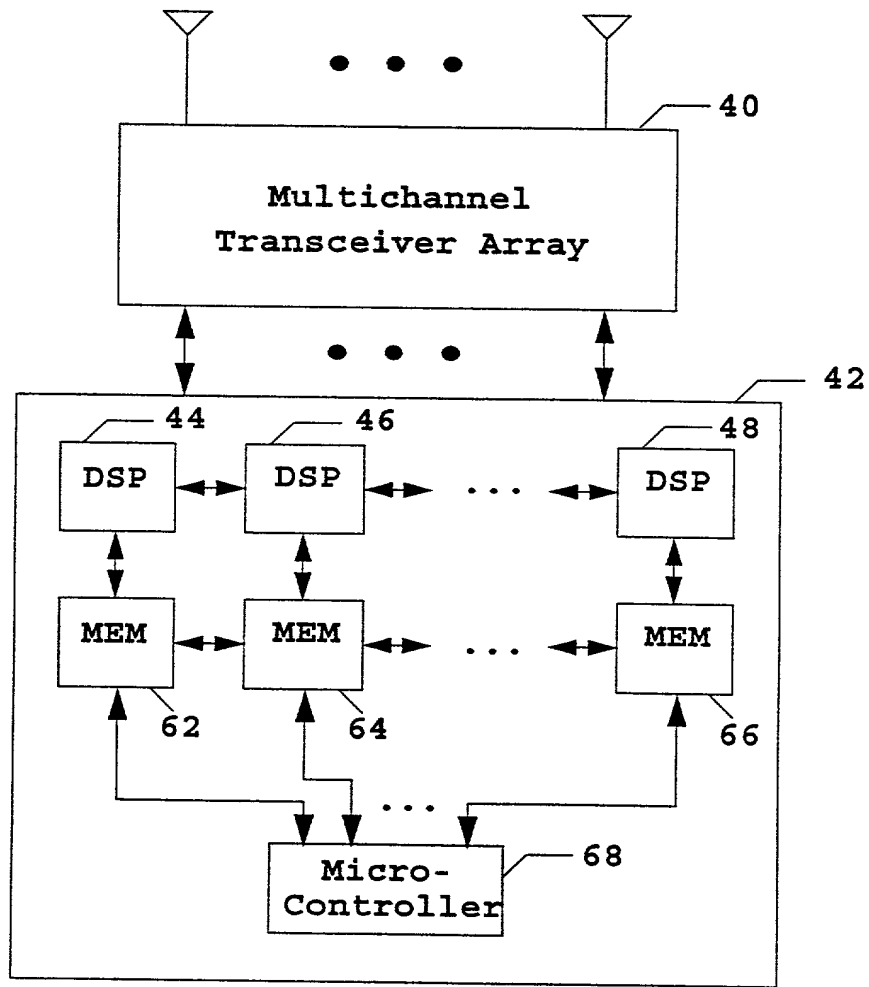 40
Multichannel
Transceiver Array
42
44
46
48
DSP
DSP
...
DSP
MEM
MEM
...
MEM
62
64
66
...
68
Micro-
Controller